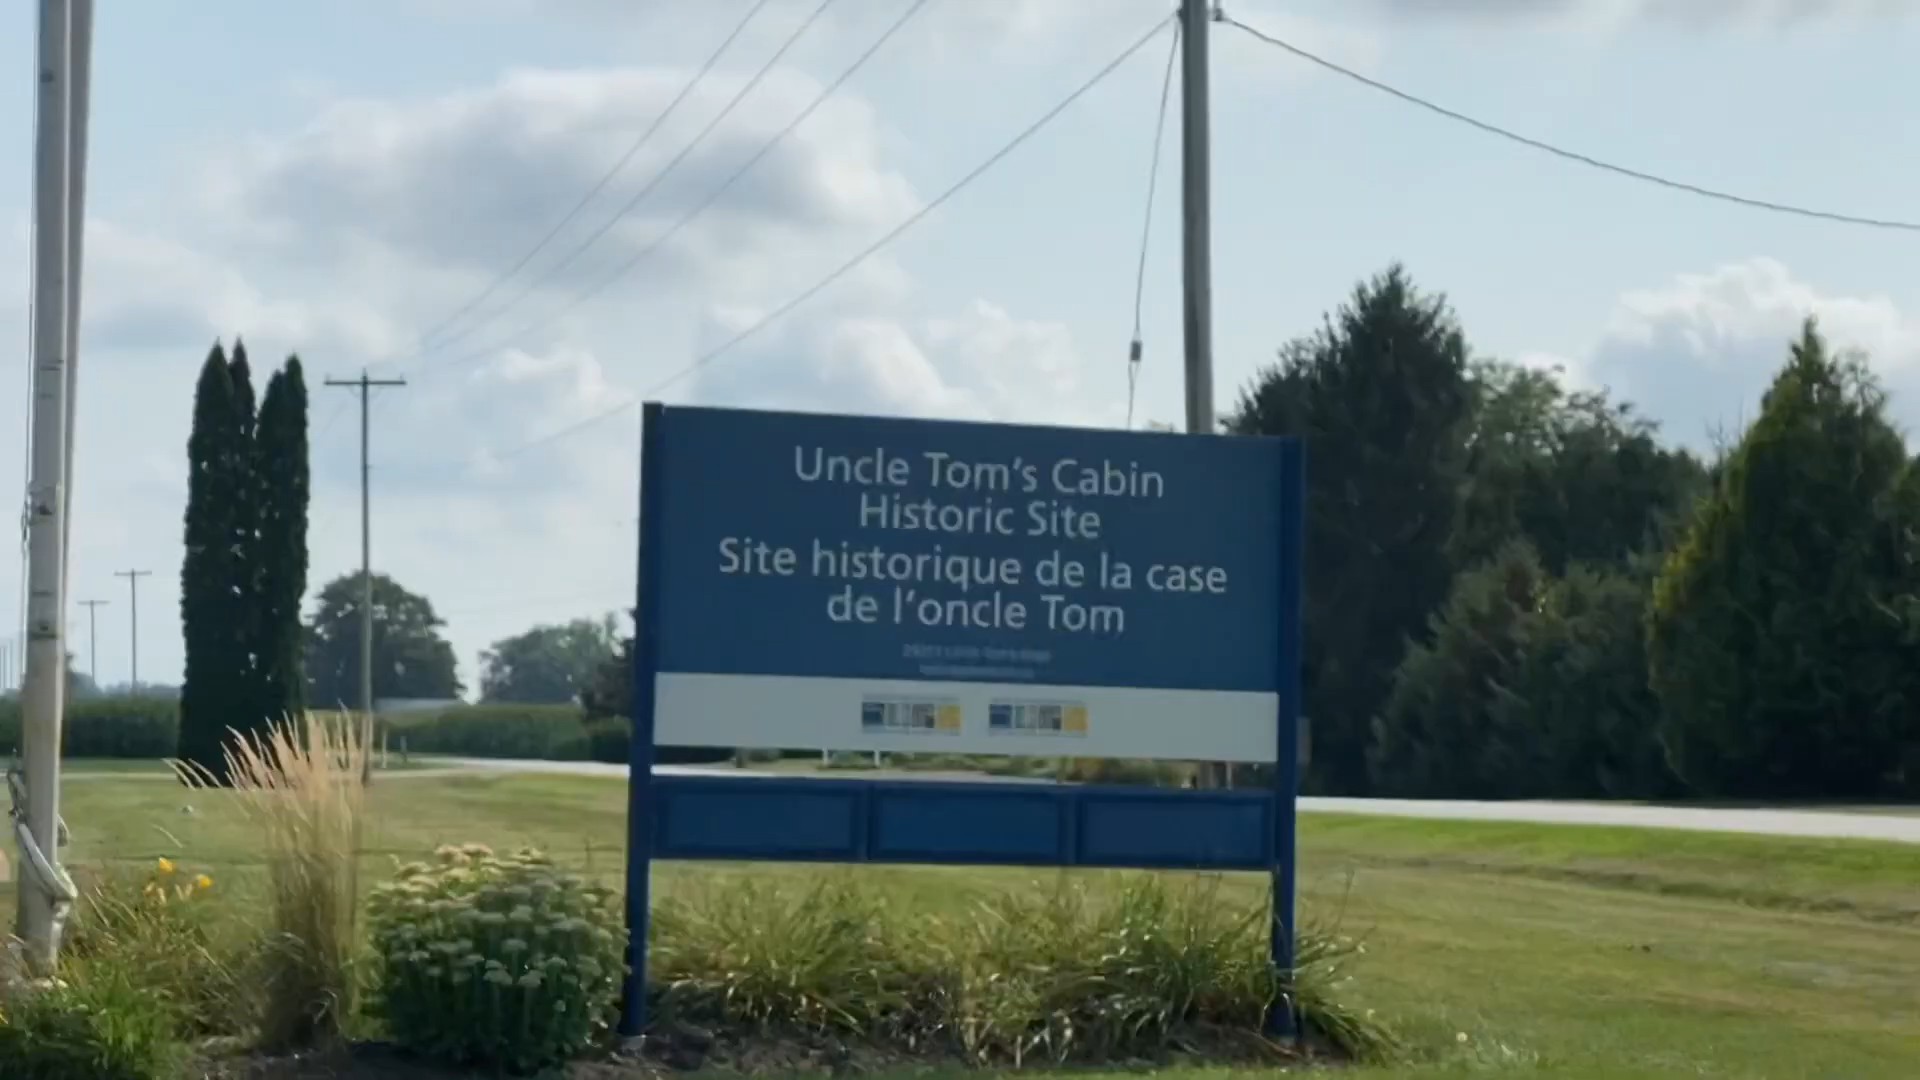 Uncle Tom's Cabin
Historic Site
Site historique de la case
de l'oncle Tom